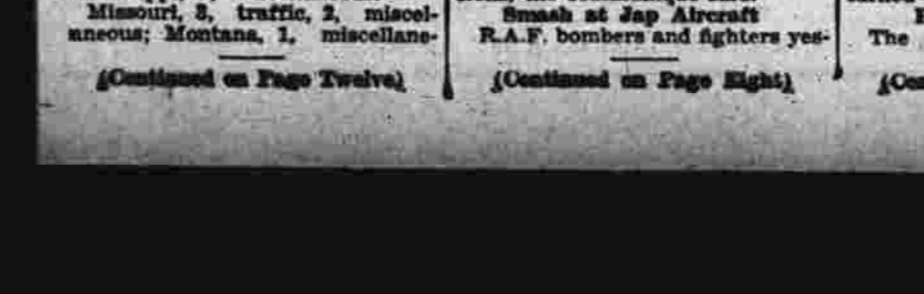 Missouri, 3, traffic, 2, miscel-
aneous; Montana, 1, miscellane-
(Continued on Page Twelve)
Smash at Jap Aircraft
R.A.F. bombers and fighters yes-
(Continued on Page Eight)
The